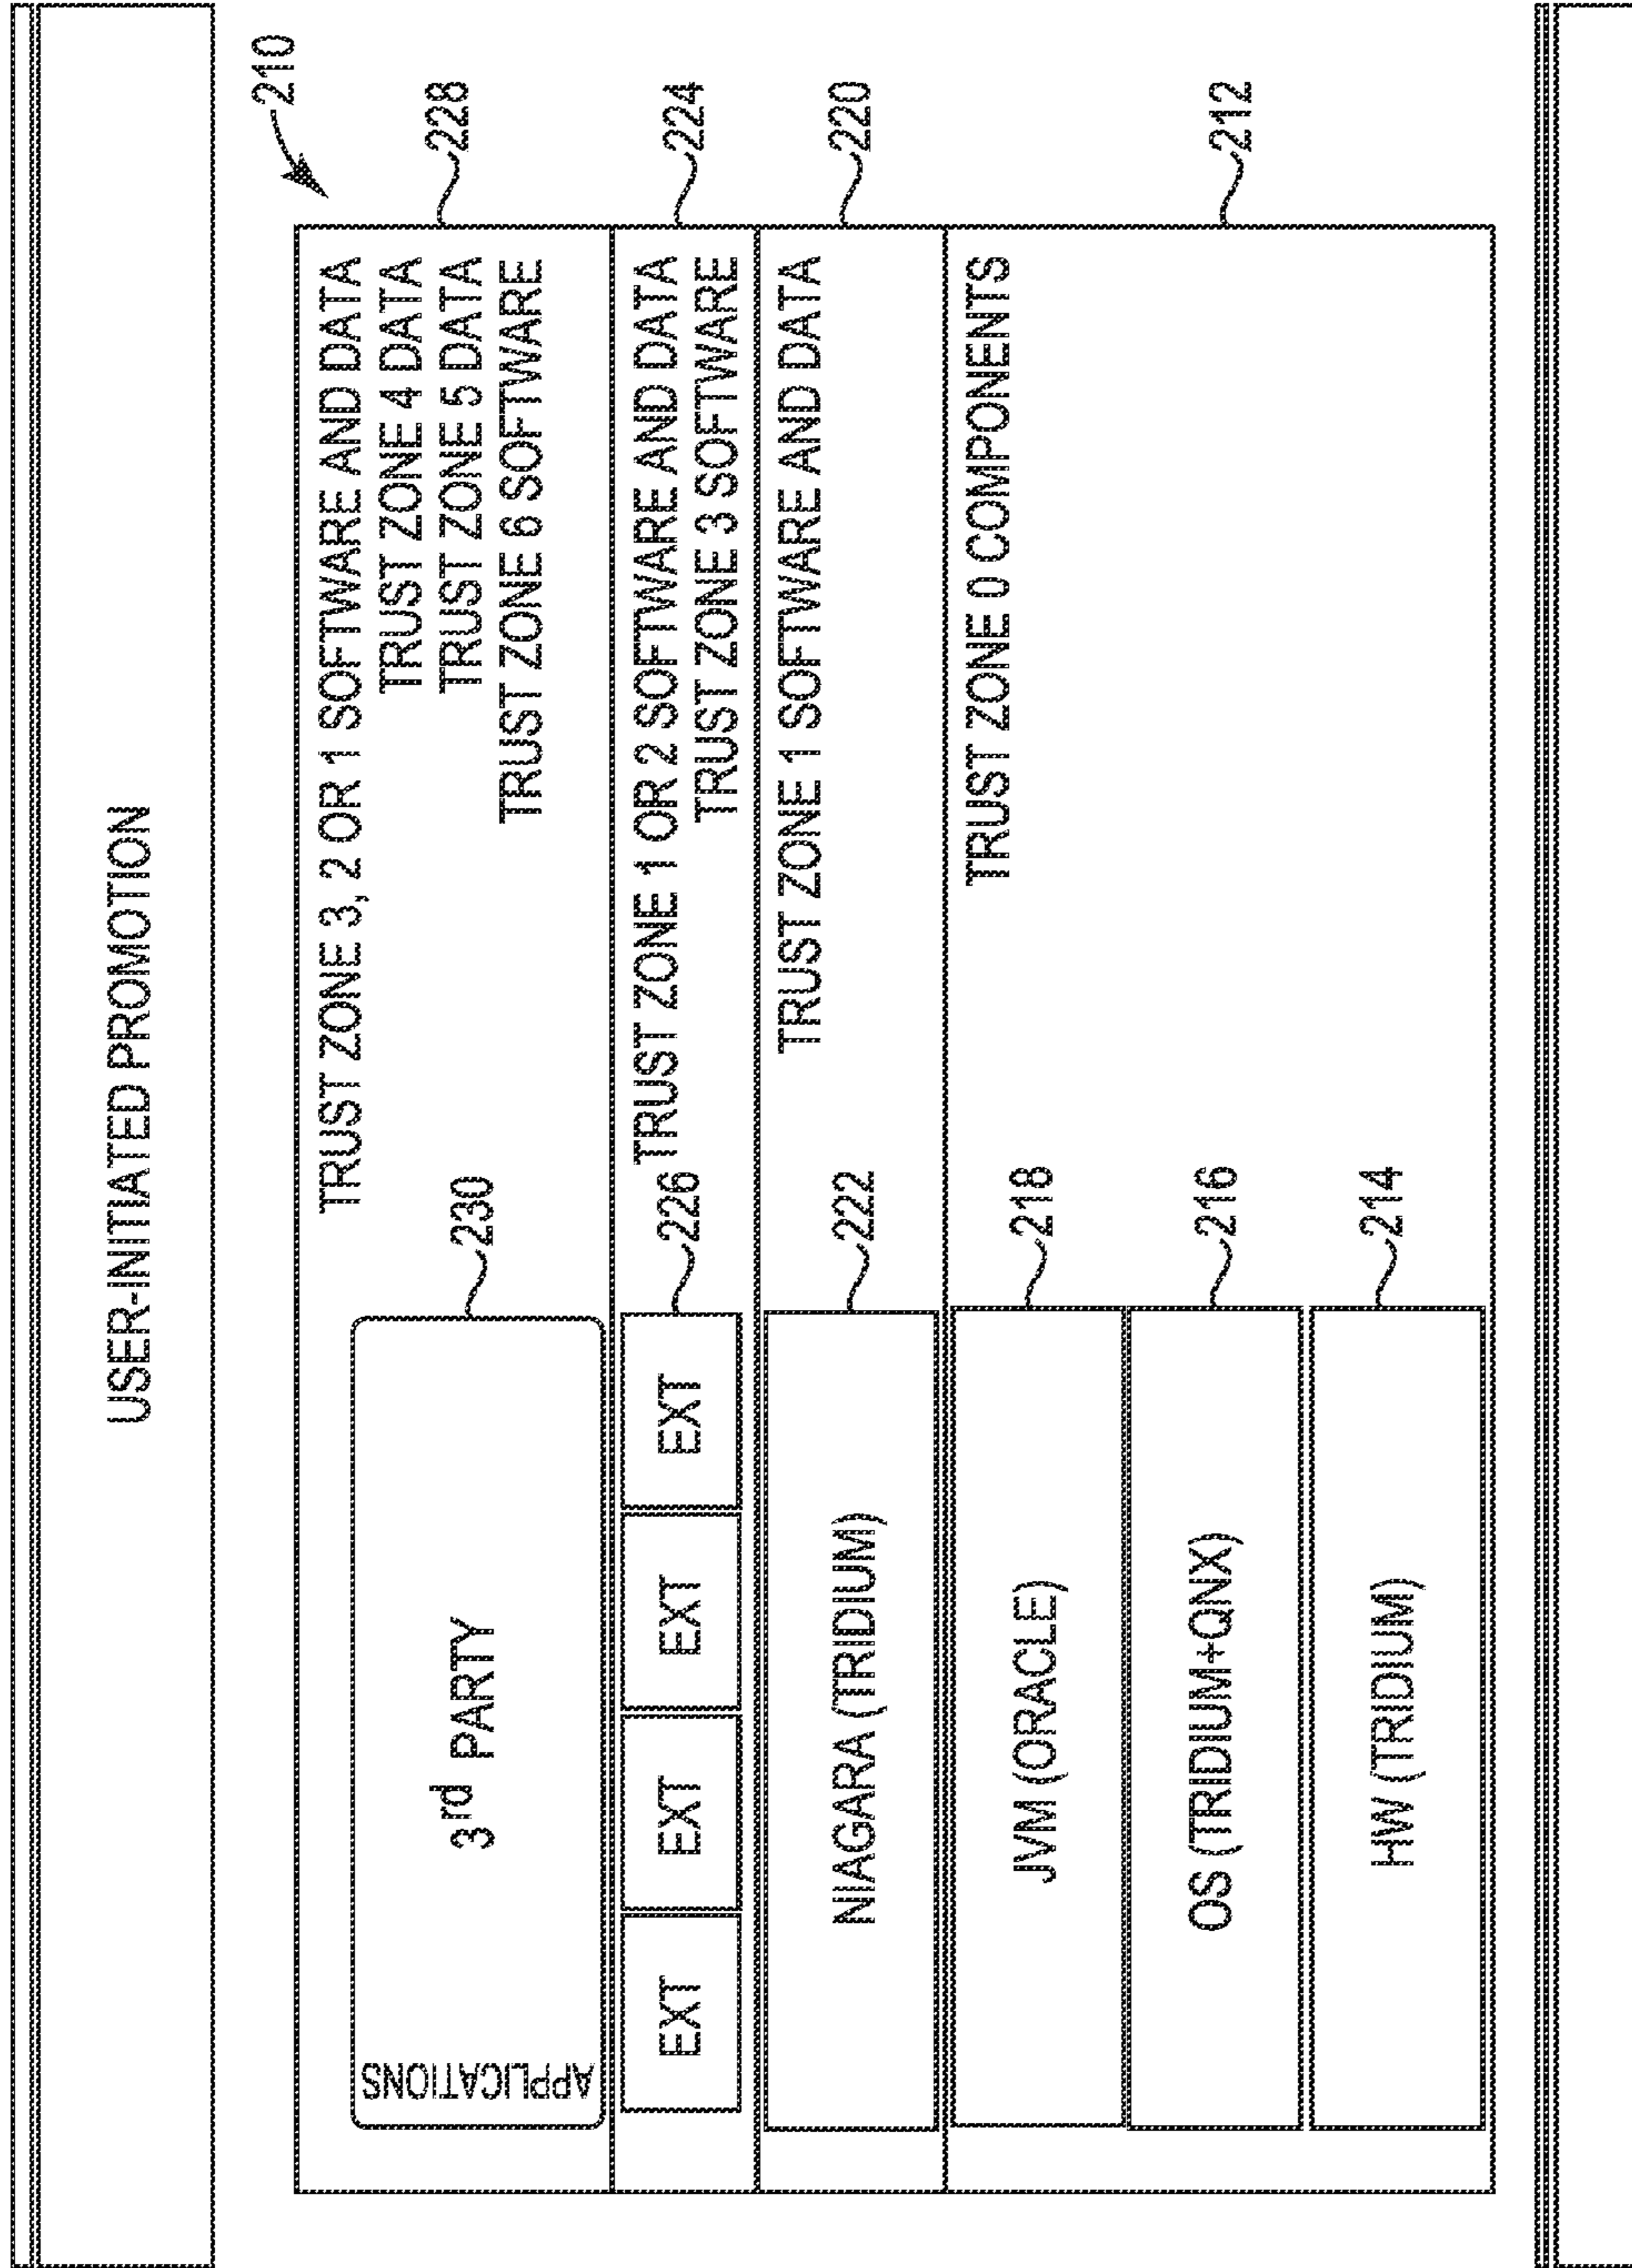 USER-INITIATED PROMOTION
210
APPLICATIONS
3rd PARTY
230
TRUST ZONE 3, 2 OR 1 SOFTWARE AND DATA
TRUST ZONE 4 DATA
TRUST ZONE 5 DATA
TRUST ZONE 6 SOFTWARE
228
EXT
EXT
EXT
EXT
226
TRUST ZONE 1 OR 2 SOFTWARE AND DATA
TRUST ZONE 3 SOFTWARE
224
NIAGARA (TRIDIUM)
222
TRUST ZONE 1 SOFTWARE AND DATA
220
JVM (ORACLE)
218
TRUST ZONE 0 COMPONENTS
212
OS (TRIDIUM+QNX)
216
HW (TRIDIUM)
214